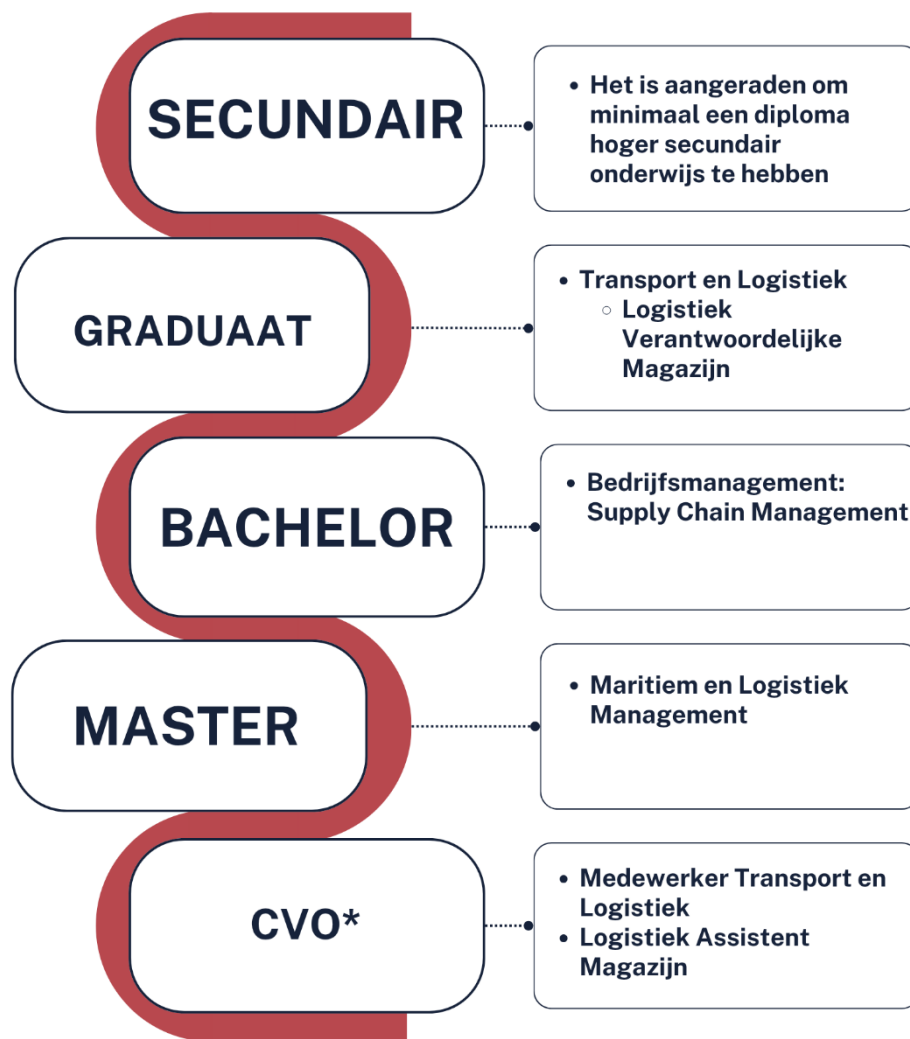 SECUNDAIR
• Het is aangeraden om
minimaal een diploma
hoger secundair
onderwijs te hebben
GRADUAAT
• Transport en Logistiek
○ Logistiek
Verantwoordelijke
Magazijn
BACHELOR
• Bedrijfsmanagement:
Supply Chain Management
MASTER
• Maritiem en Logistiek
Management
CVO*
• Medewerker Transport en
Logistiek
• Logistiek Assistent
Magazijn